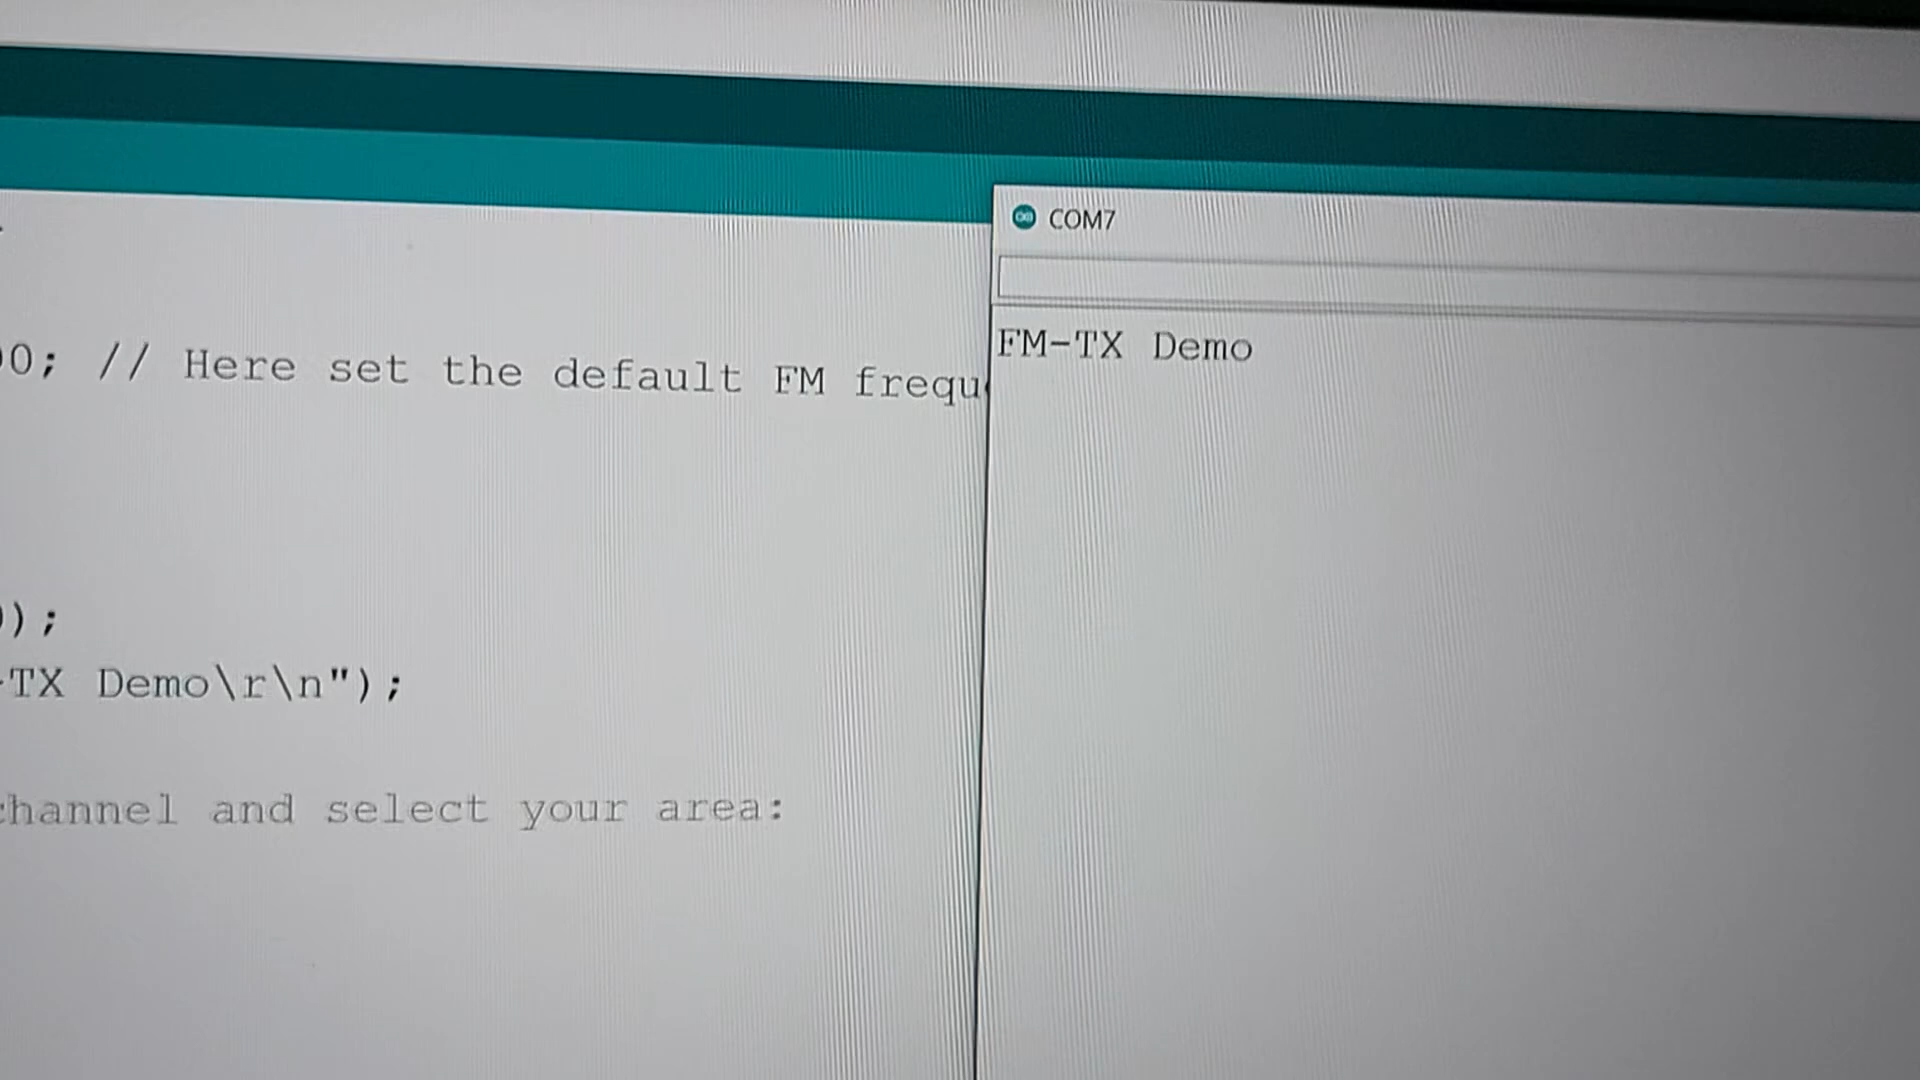 COM7
0; // Here set the default FM frequ
FM-TX Demo
);
-TX Demo\r\n");
hannel and select your area: